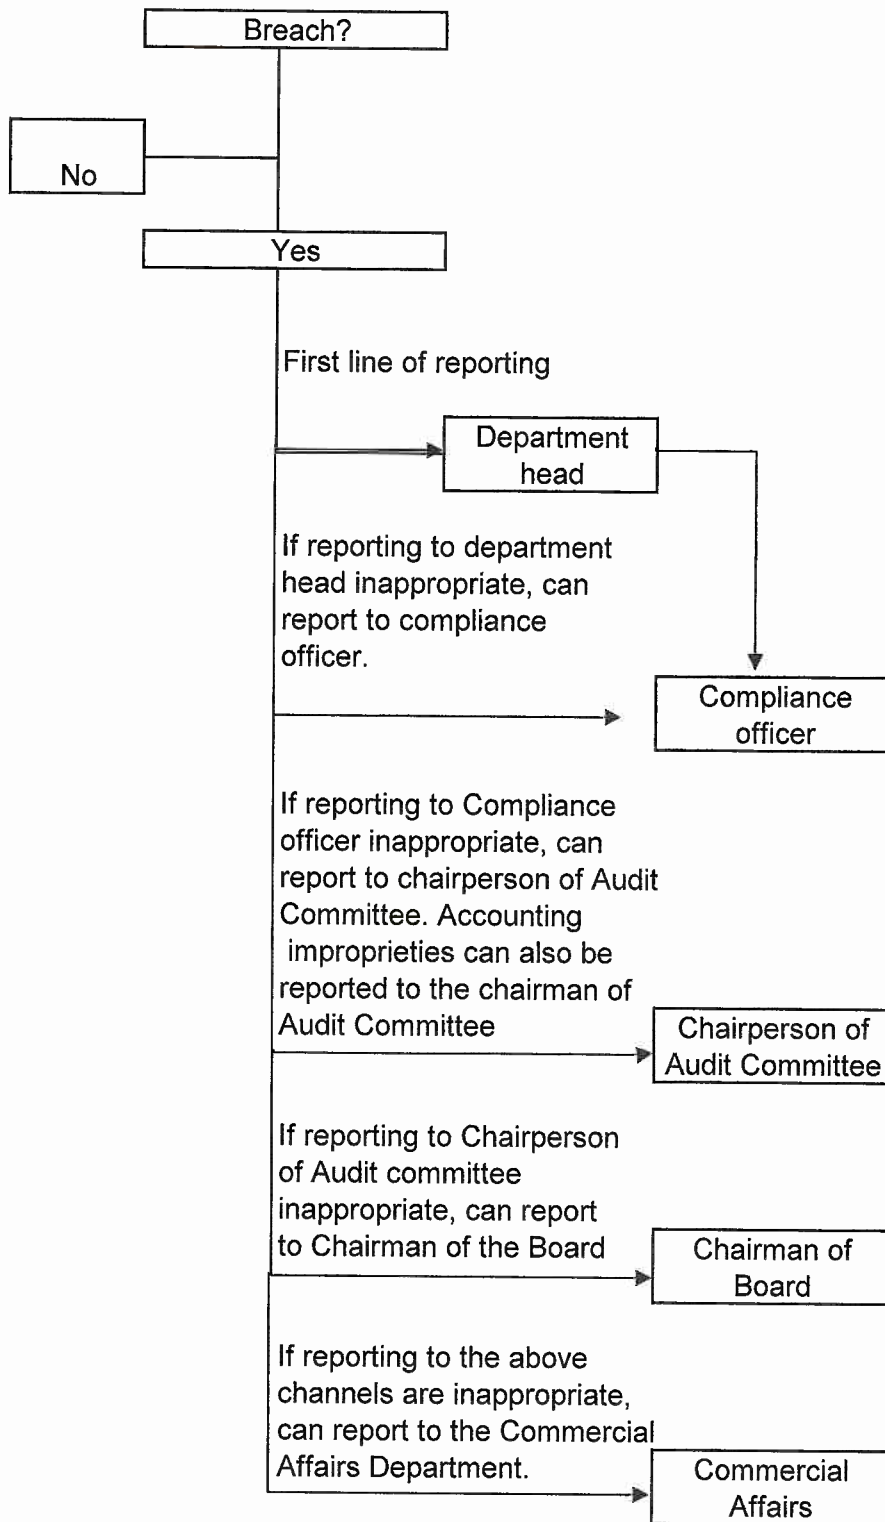 Breach?
No
Yes
First line of reporting
Department
head
If reporting to department
head inappropriate, can
report to compliance
officer.
Compliance
officer
If reporting to Compliance
officer inappropriate, can
report to chairperson of Audit
Committee. Accounting
improprieties can also be
reported to the chairman of
Audit Committee
Chairperson of
Audit Committee
If reporting to Chairperson
of Audit committee
inappropriate, can report
to Chairman of the Board
Chairman of
Board
If reporting to the above
channels are inappropriate,
can report to the Commercial
Affairs Department.
Commercial
Affairs